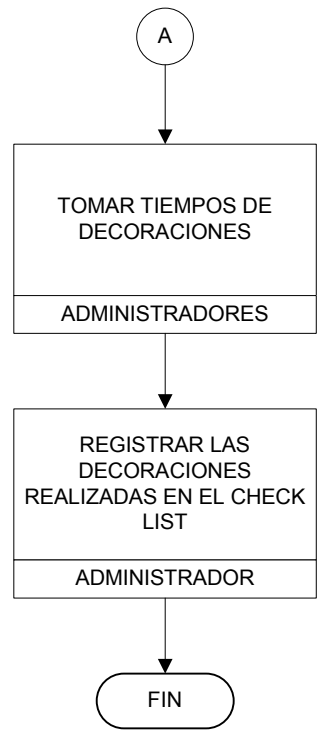 A
TOMAR TIEMPOS DE
DECORACIONES
ADMINISTRADORES
REGISTRAR LAS
DECORACIONES
REALIZADAS EN EL CHECK
LIST
ADMINISTRADOR
FIN